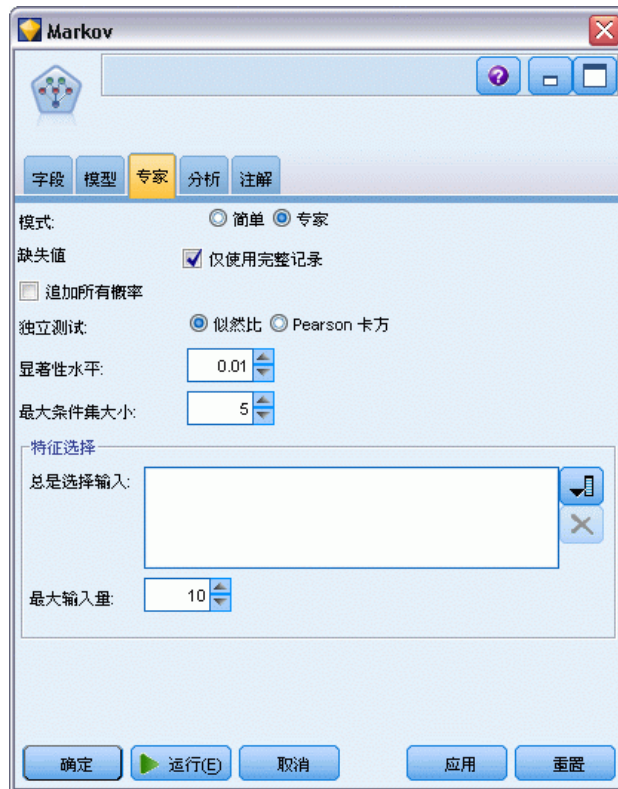 Markov
字段 模型 专家 分析 注解
模式: 简单 专家
缺失值 仅使用完整记录
追加所有概率
独立测试: 似然比 Pearson 卡方
显著性水平: 0.01
最大条件集大小: 5
特征选择
总是选择输入:
最大输入量: 10
确定 运行(E) 取消 应用 重置